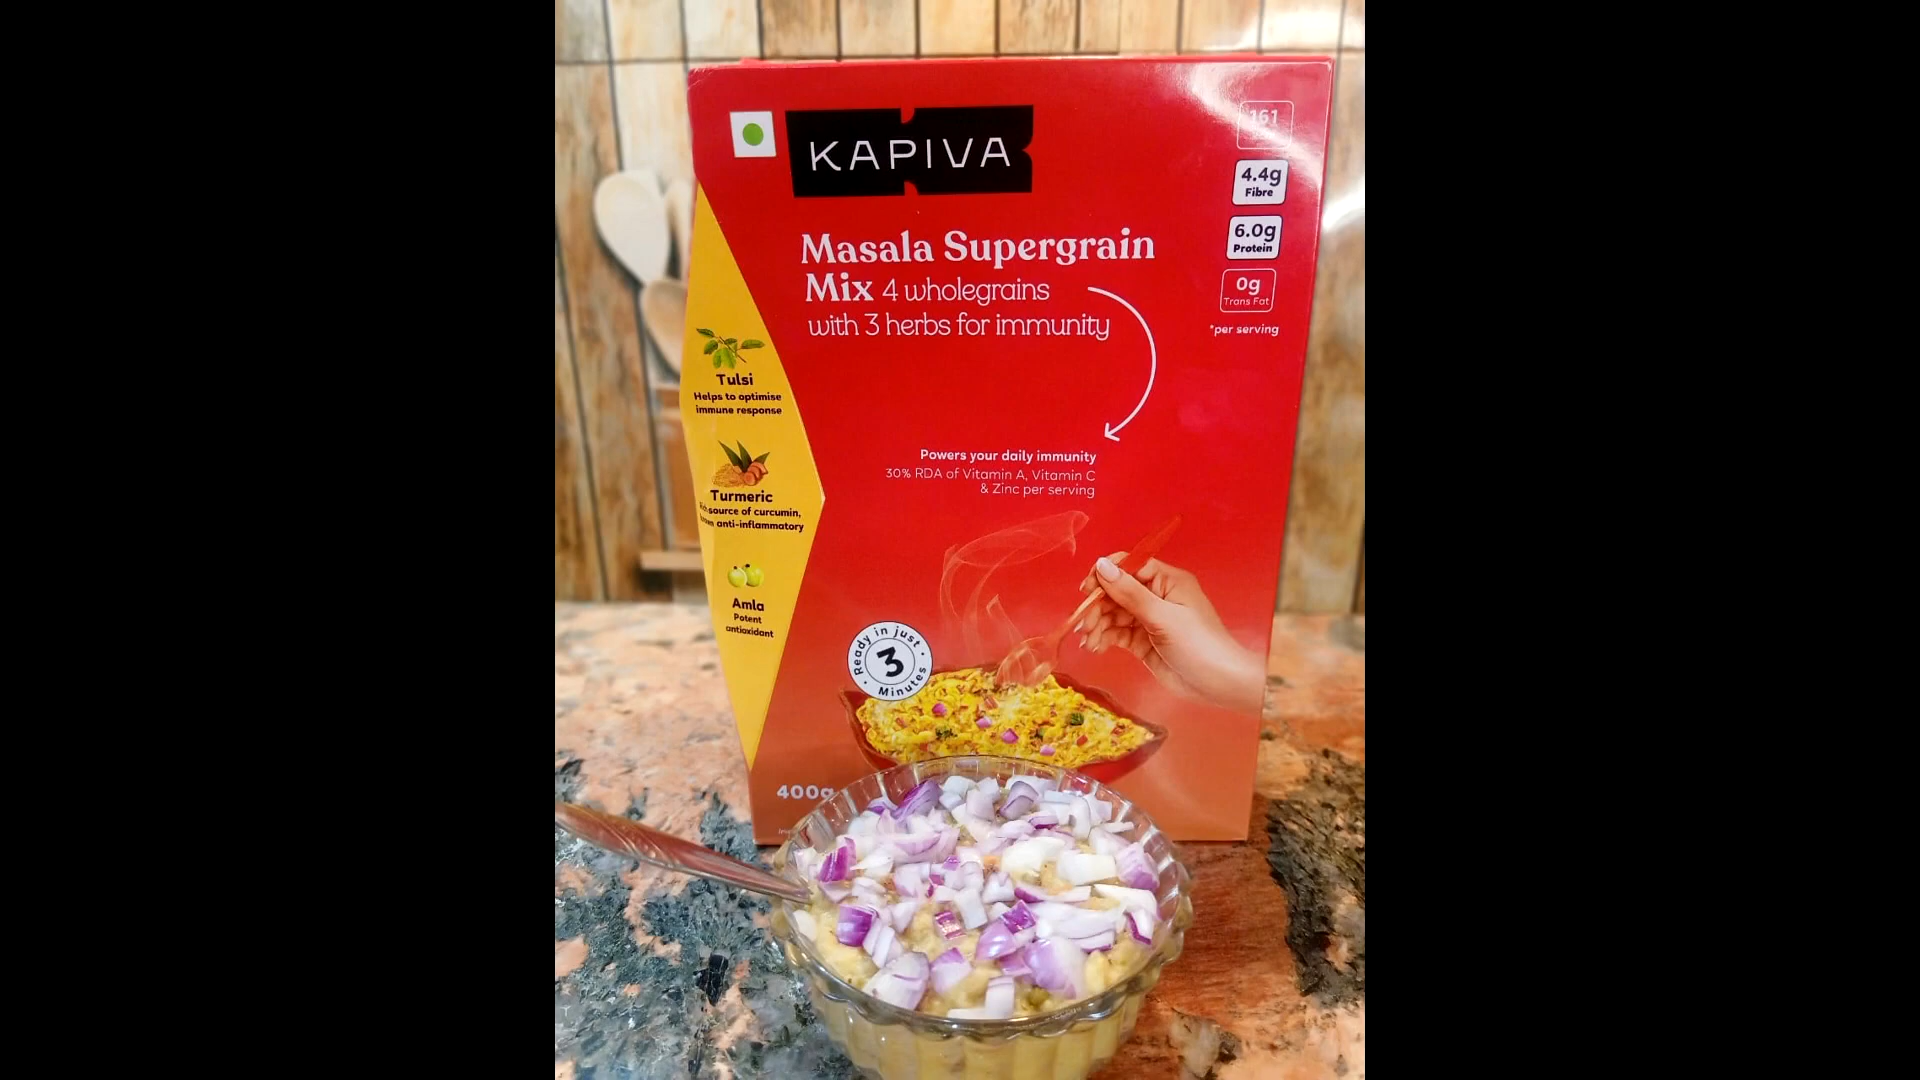 KAPIVA
161
4.4g
Fibre
6.0g
Protein
0g
Trans Fat
*per serving
Masala Supergrain
Mix 4 wholegrains
with 3 herbs for immunity
Tulsi
Helps to optimise
immune response
Powers your daily immunity
30% RDA of Vitamin A, Vitamin C
& Zinc per serving
Turmeric
source of curcumin,
anti-inflammatory
Amla
Potent
antioxidant
Ready in just
3
Minutes
400g